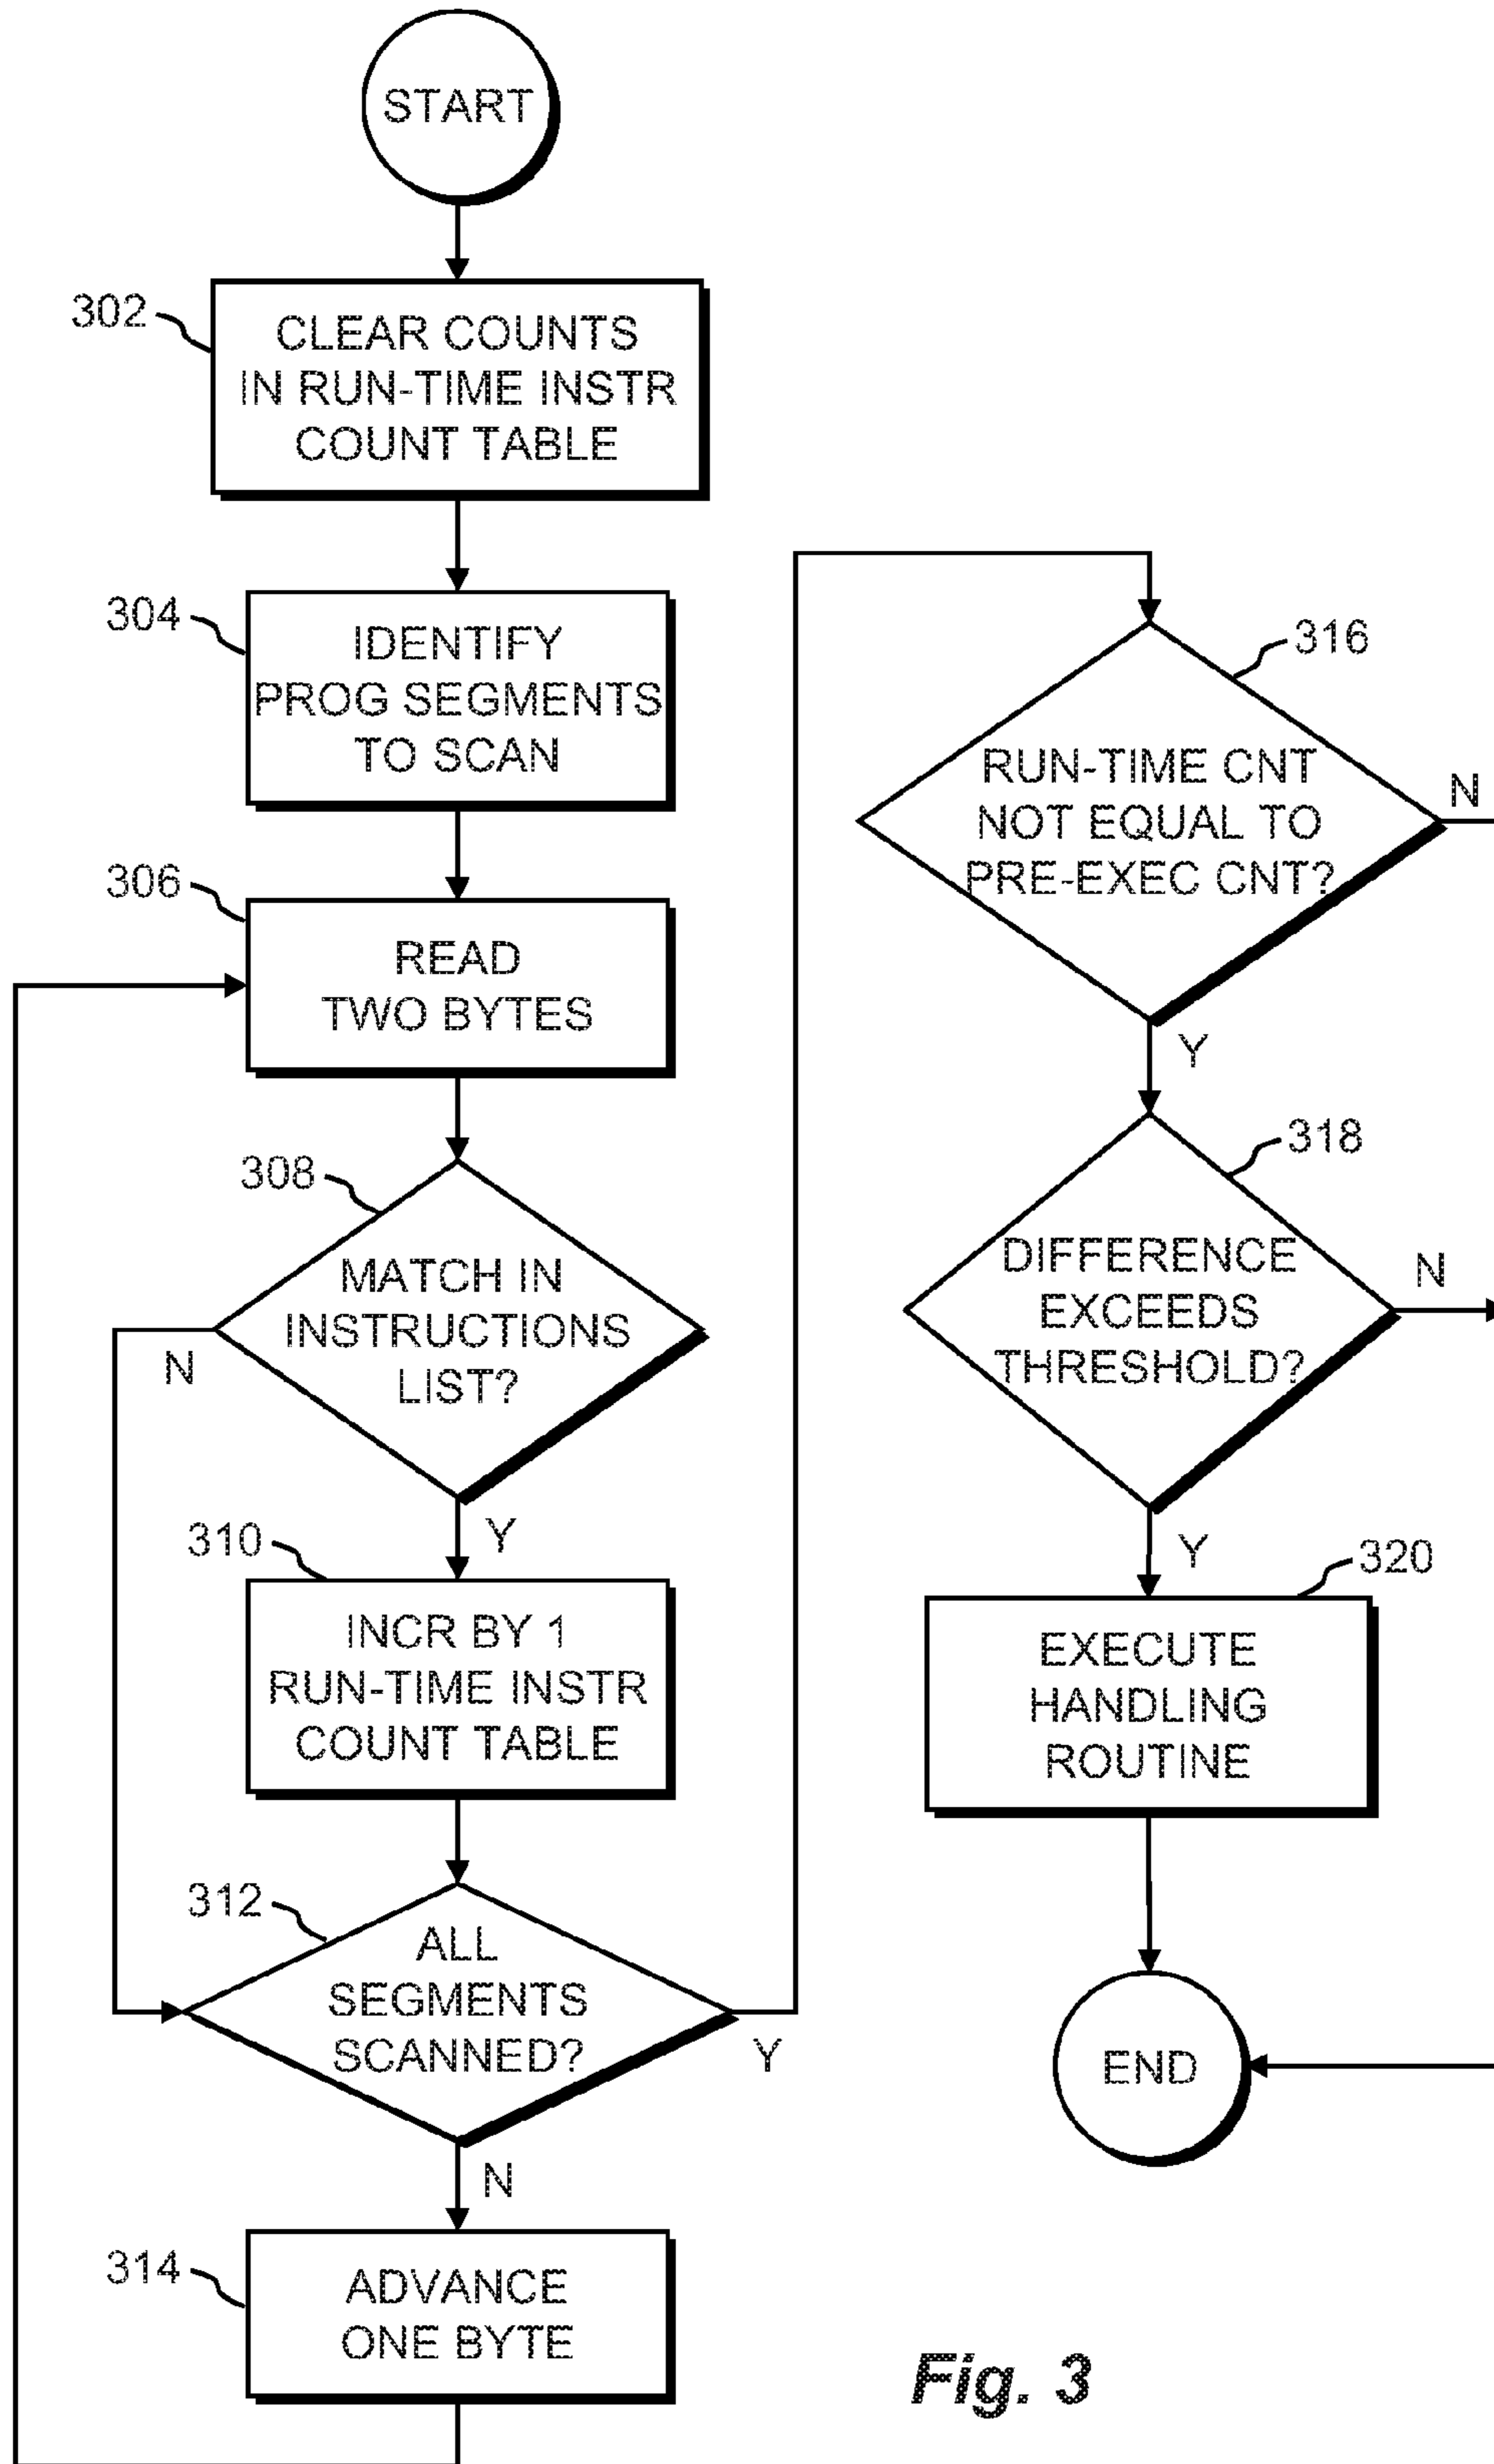 START
302
CLEAR COUNTS
IN RUN-TIME INSTR
COUNT TABLE
304
IDENTIFY
PROG SEGMENTS
TO SCAN
306
READ
TWO BYTES
308
MATCH IN
INSTRUCTIONS
LIST?
N
Y
310
INCR BY 1
RUN-TIME INSTR
COUNT TABLE
312
ALL
SEGMENTS
SCANNED?
Y
N
314
ADVANCE
ONE BYTE
316
RUN-TIME CNT
NOT EQUAL TO
PRE-EXEC CNT?
N
Y
318
DIFFERENCE
EXCEEDS
THRESHOLD?
N
Y
320
EXECUTE
HANDLING
ROUTINE
END
Fig. 3